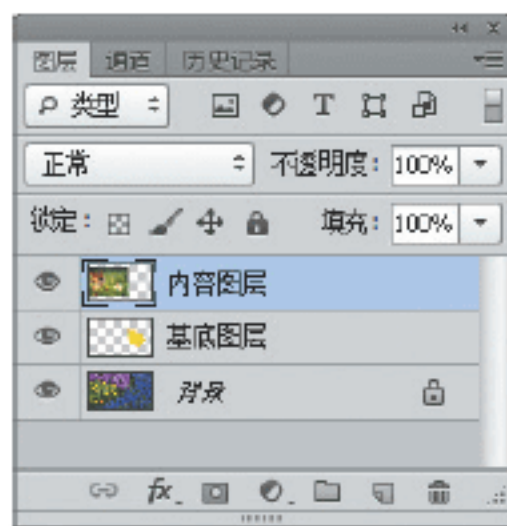 图层 通道 历史记录
类型
正常 不透明度: 100%
锁定: 填充: 100%
内容图层
基底图层
背景
fx